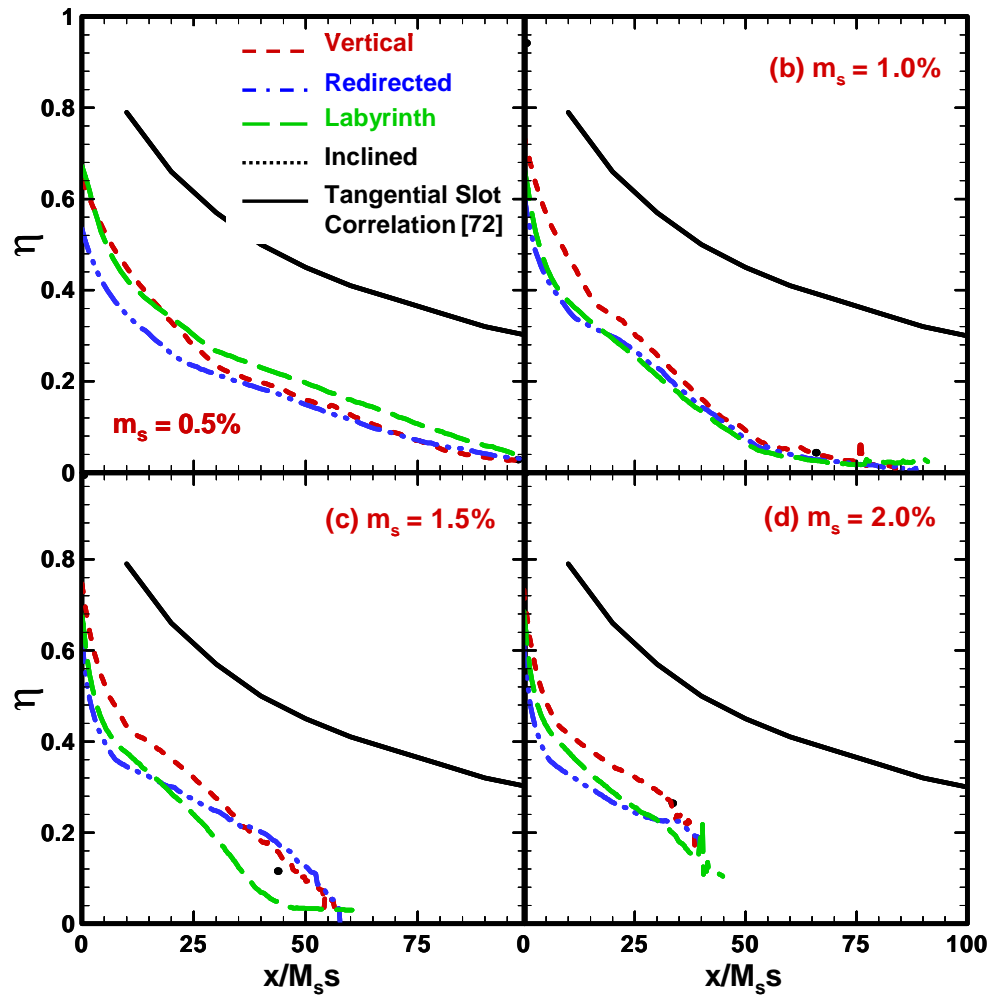 1
0.8
0.6
0.4
0.2
0
η
Vertical
Redirected
Labyrinth
Inclined
Tangential Slot
Correlation [72]
m_s = 0.5%
(b) m_s = 1.0%
0.8
0.6
0.4
0.2
0
η
(c) m_s = 1.5%
(d) m_s = 2.0%
0 25 50 75 0 25 50 75 100
x/M_s s x/M_s s